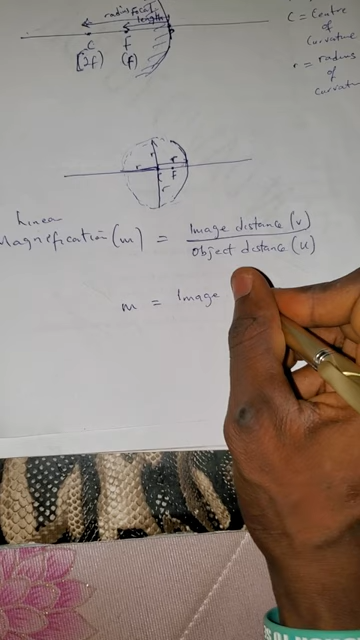 radius focal
length
C
f
(2f)
(f)
C = Centre
of
Curvature
r = radius
of
Curvature
r
r
C
f
r
Linear
Magnification (m) = Image distance (v)
Object distance (u)
m = Image